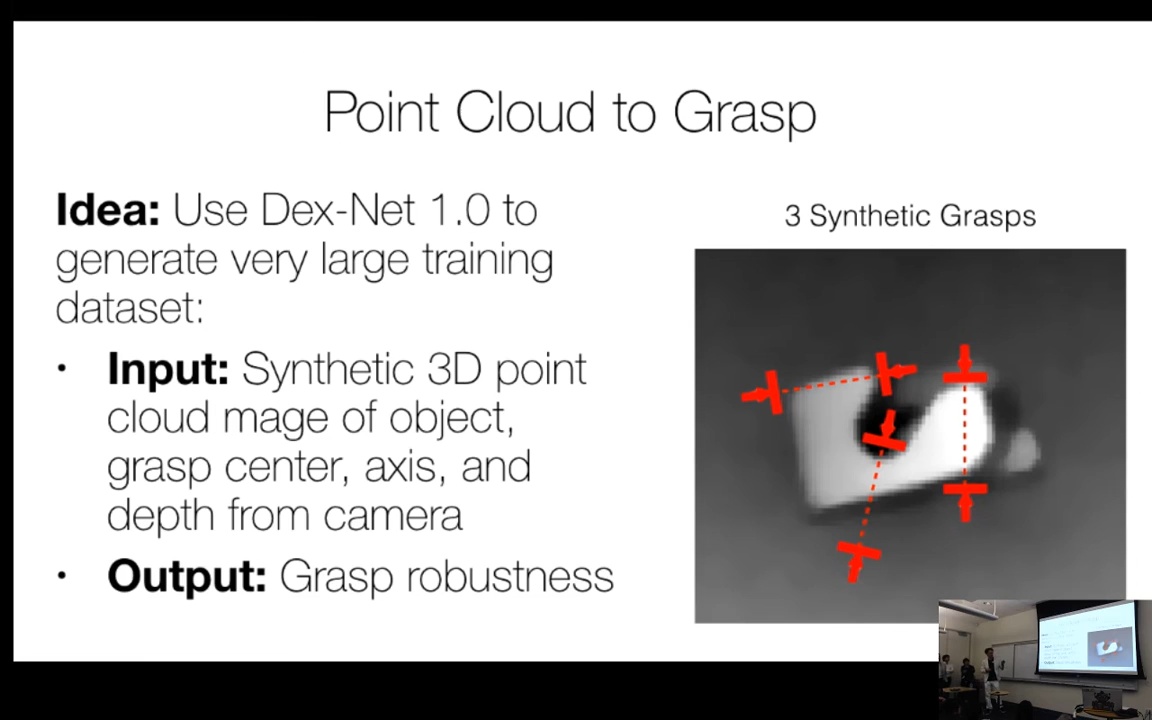 Point Cloud to Grasp
Idea: Use Dex-Net 1.0 to
generate very large training
dataset:
• Input: Synthetic 3D point
cloud mage of object,
grasp center, axis, and
depth from camera
• Output: Grasp robustness
3 Synthetic Grasps